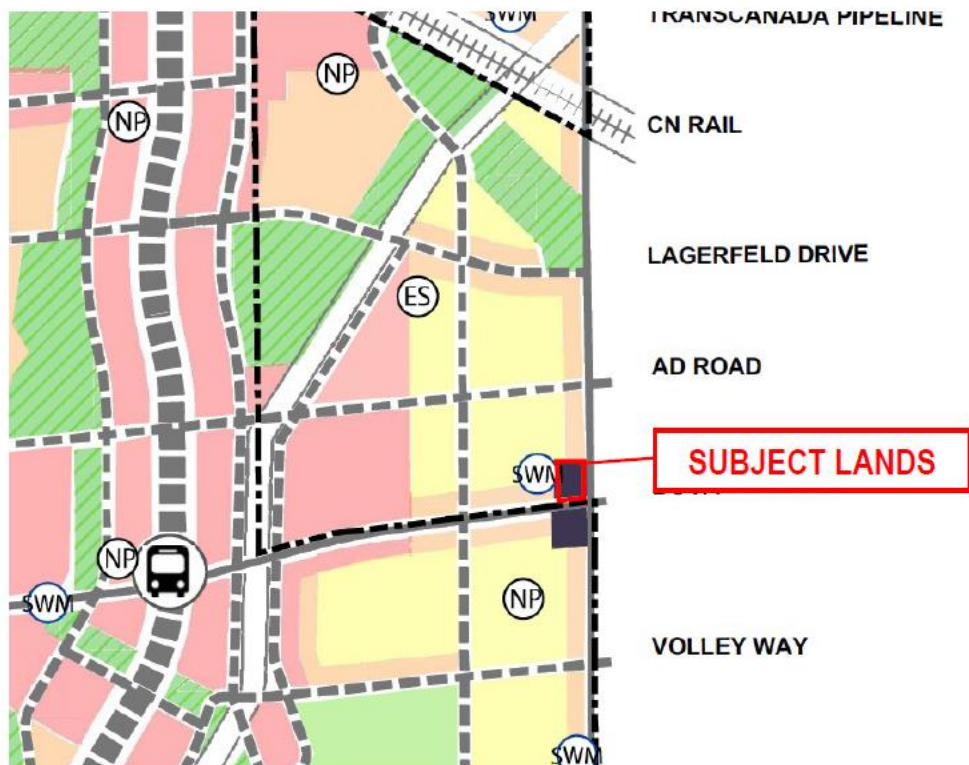 SWM
TRANSCANADA PIPELINE
NP
NP
CN RAIL
LAGERFELD DRIVE
ES
AD ROAD
SUBJECT LANDS
SWM
NP
SWM
NP
VOLLEY WAY
SWM